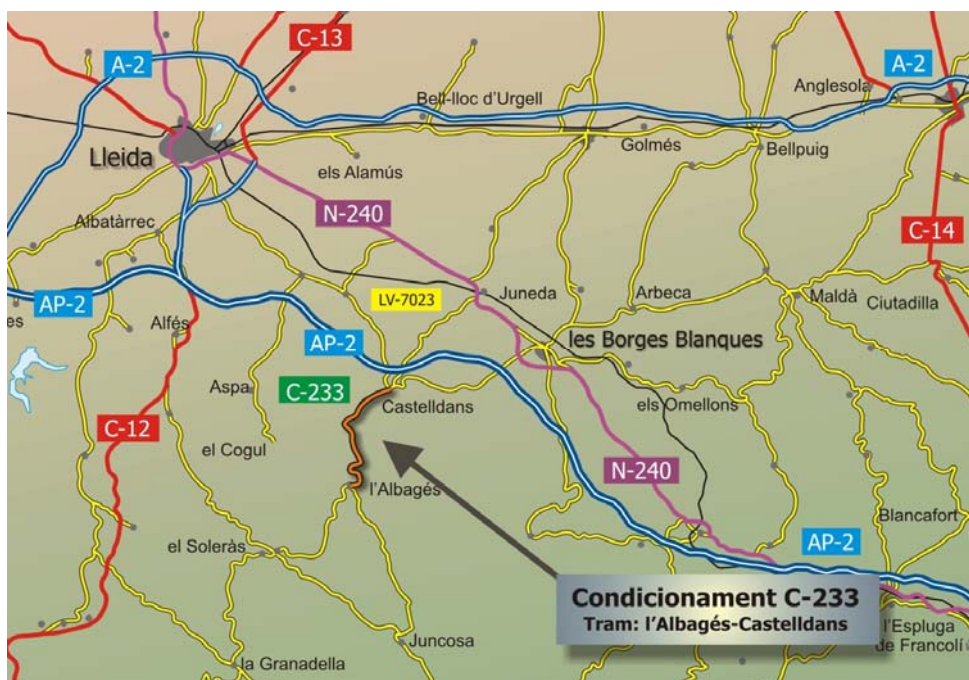 C-13
A-2
A-2
Anglesola
Bell-lloc d'Urgell
Lleida
els Alamús
Golmés
Bellpuig
N-240
Albatàrrec
C-14
AP-2
LV-7023
Juneda
Arbeca
Maldà
Ciutadilla
es
Alfés
AP-2
les Borges Blanques
Aspa
C-233
Castelldans
els Omellons
C-12
el Cogul
N-240
l'Albagés
Blancafort
el Soleràs
AP-2
Condicionament C-233
Tram: l'Albagés-Castelldans
l'Espluga
de Francolí
Juncosa
la Granadella